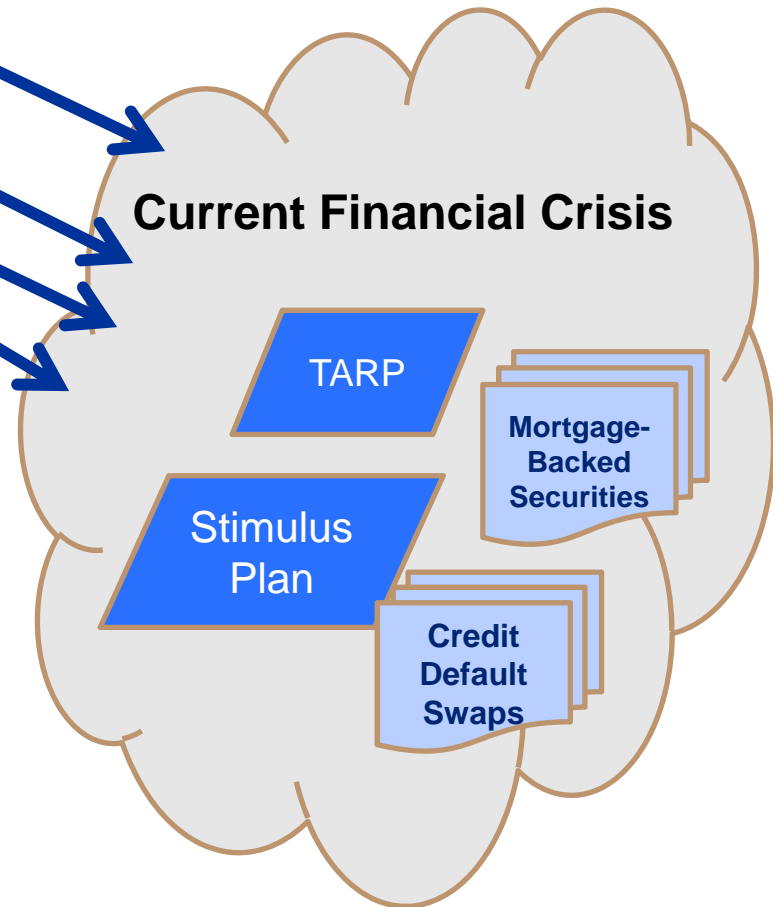 Current Financial Crisis
TARP
Mortgage-
Backed
Securities
Stimulus
Plan
Credit
Default
Swaps